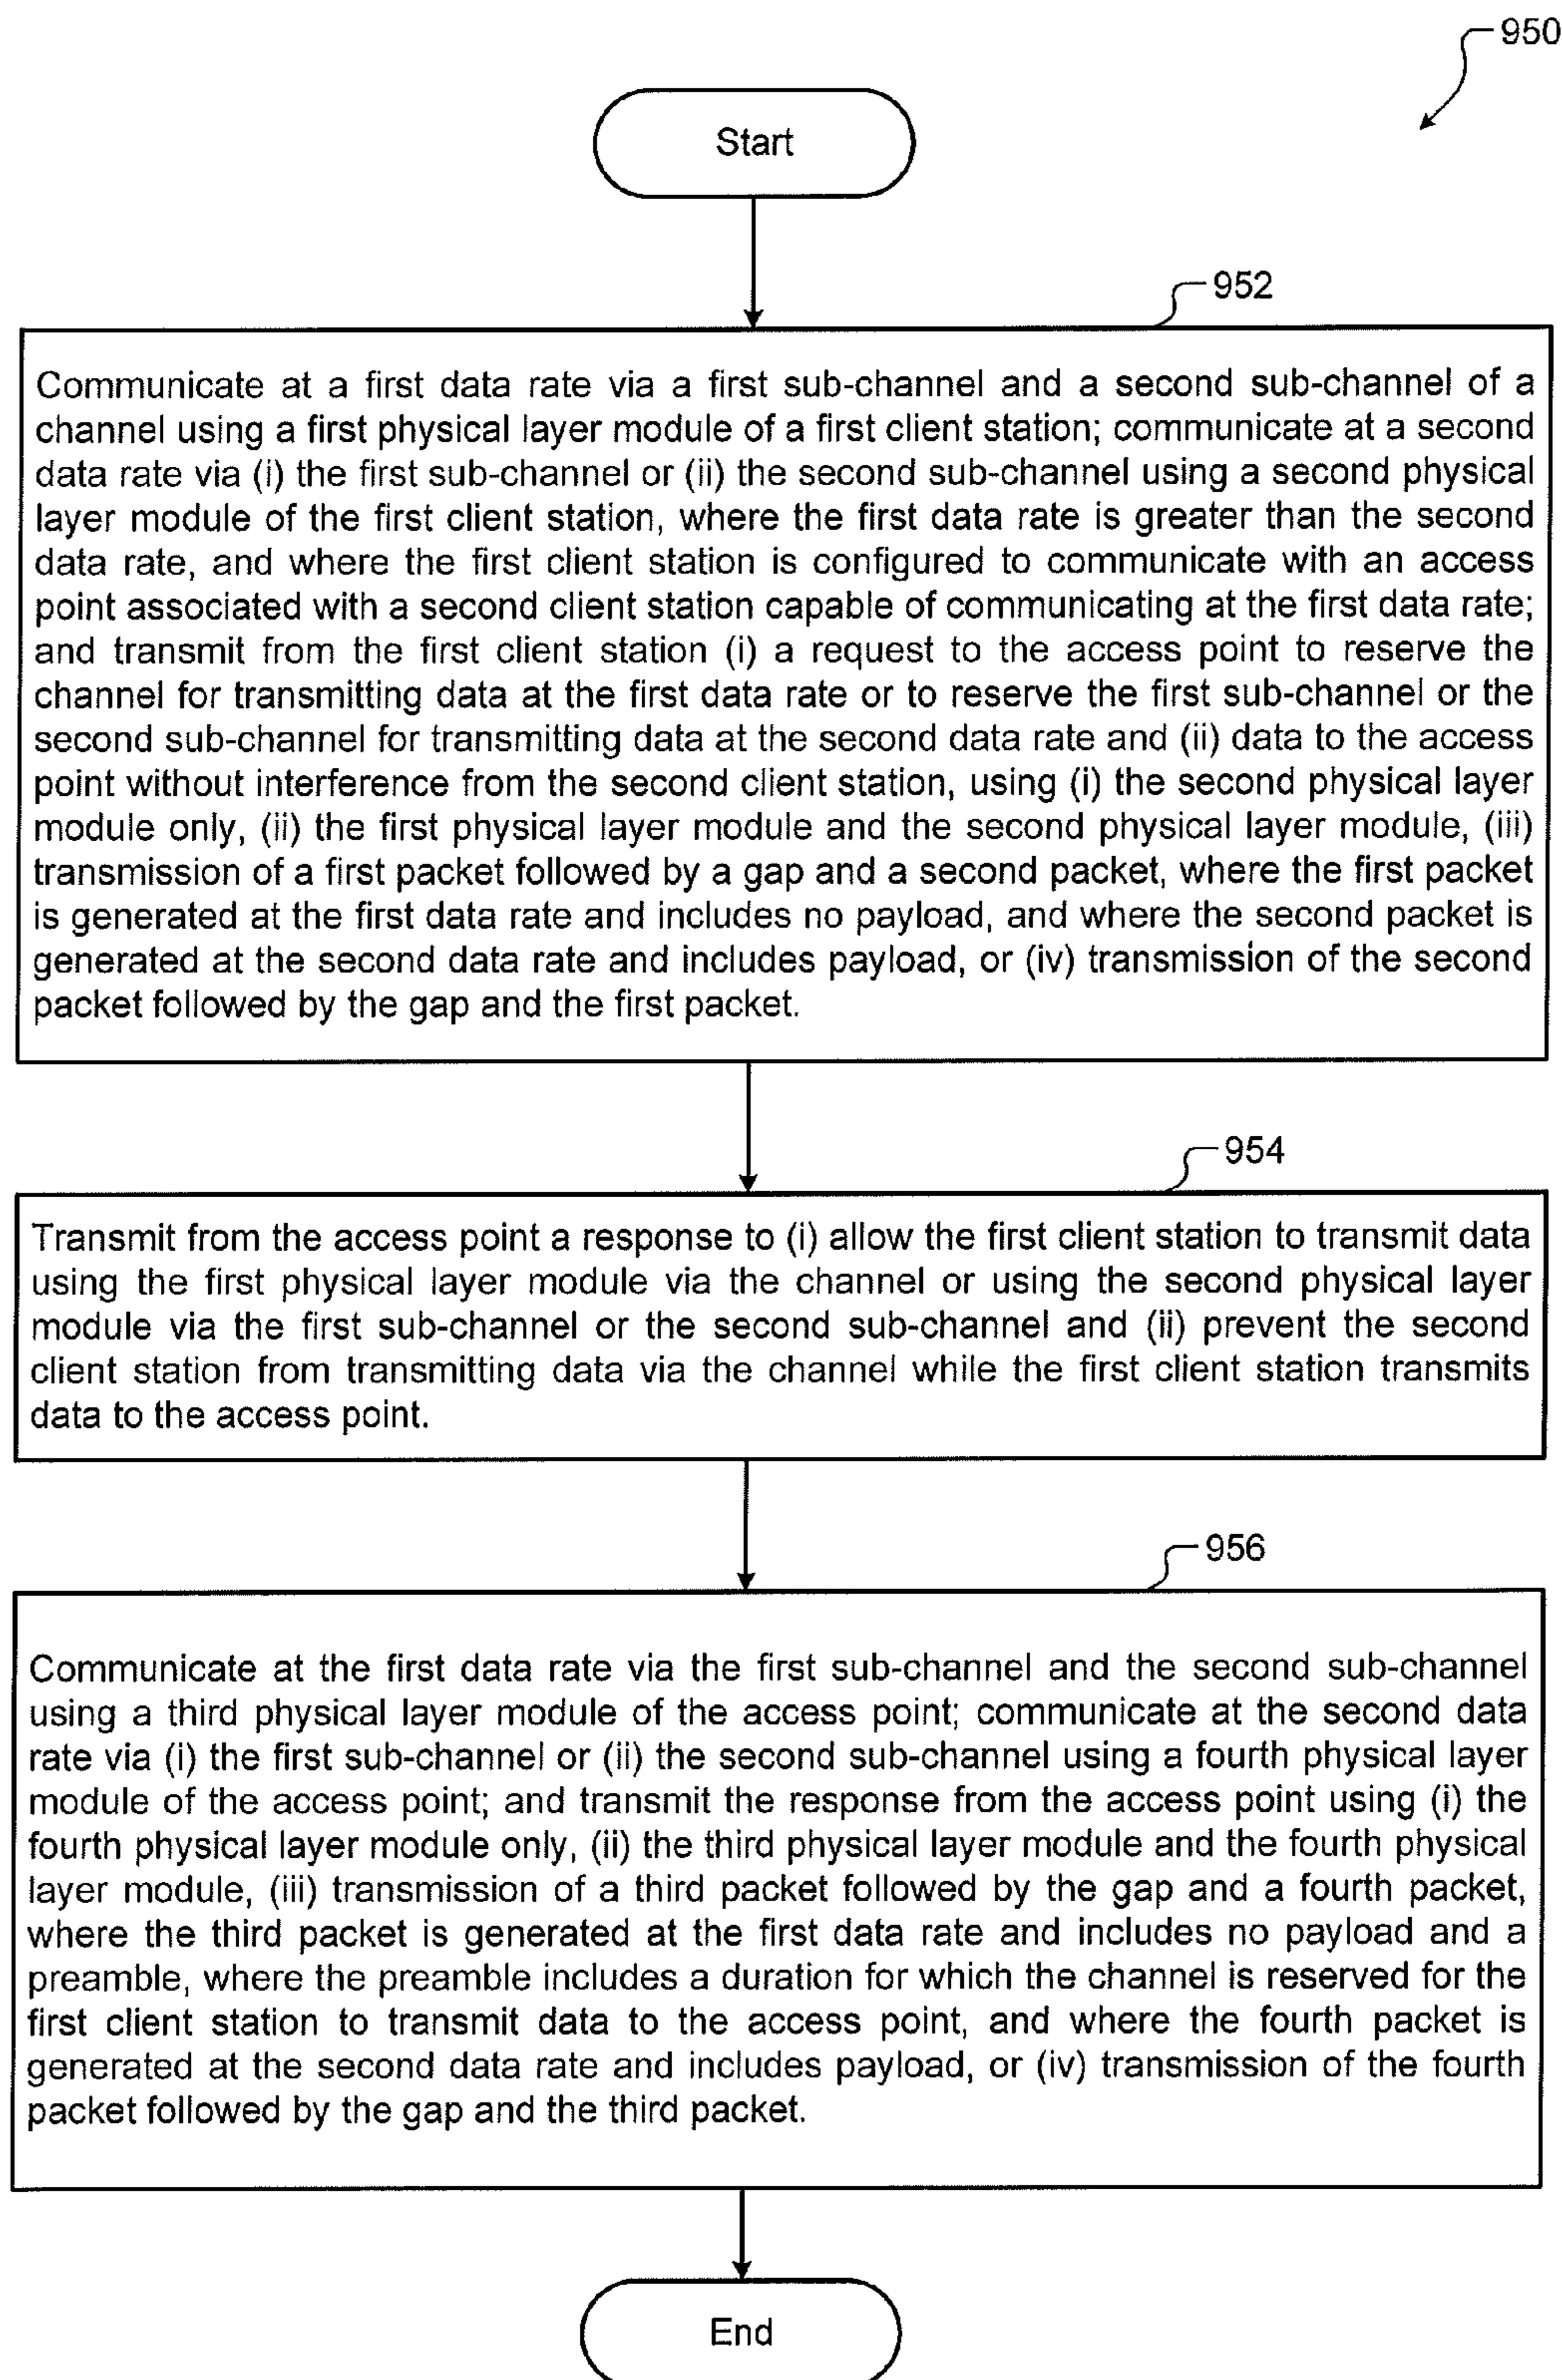 950
Start
952
Communicate at a first data rate via a first sub-channel and a second sub-channel of a
channel using a first physical layer module of a first client station; communicate at a second
data rate via (i) the first sub-channel or (ii) the second sub-channel using a second physical
layer module of the first client station, where the first data rate is greater than the second
data rate, and where the first client station is configured to communicate with an access
point associated with a second client station capable of communicating at the first data rate;
and transmit from the first client station (i) a request to the access point to reserve the
channel for transmitting data at the first data rate or to reserve the first sub-channel or the
second sub-channel for transmitting data at the second data rate and (ii) data to the access
point without interference from the second client station, using (i) the second physical layer
module only, (ii) the first physical layer module and the second physical layer module, (iii)
transmission of a first packet followed by a gap and a second packet, where the first packet
is generated at the first data rate and includes no payload, and where the second packet is
generated at the second data rate and includes payload, or (iv) transmission of the second
packet followed by the gap and the first packet.
954
Transmit from the access point a response to (i) allow the first client station to transmit data
using the first physical layer module via the channel or using the second physical layer
module via the first sub-channel or the second sub-channel and (ii) prevent the second
client station from transmitting data via the channel while the first client station transmits
data to the access point.
956
Communicate at the first data rate via the first sub-channel and the second sub-channel
using a third physical layer module of the access point; communicate at the second data
rate via (i) the first sub-channel or (ii) the second sub-channel using a fourth physical layer
module of the access point; and transmit the response from the access point using (i) the
fourth physical layer module only, (ii) the third physical layer module and the fourth physical
layer module, (iii) transmission of a third packet followed by the gap and a fourth packet,
where the third packet is generated at the first data rate and includes no payload and a
preamble, where the preamble includes a duration for which the channel is reserved for the
first client station to transmit data to the access point, and where the fourth packet is
generated at the second data rate and includes payload, or (iv) transmission of the fourth
packet followed by the gap and the third packet.
End